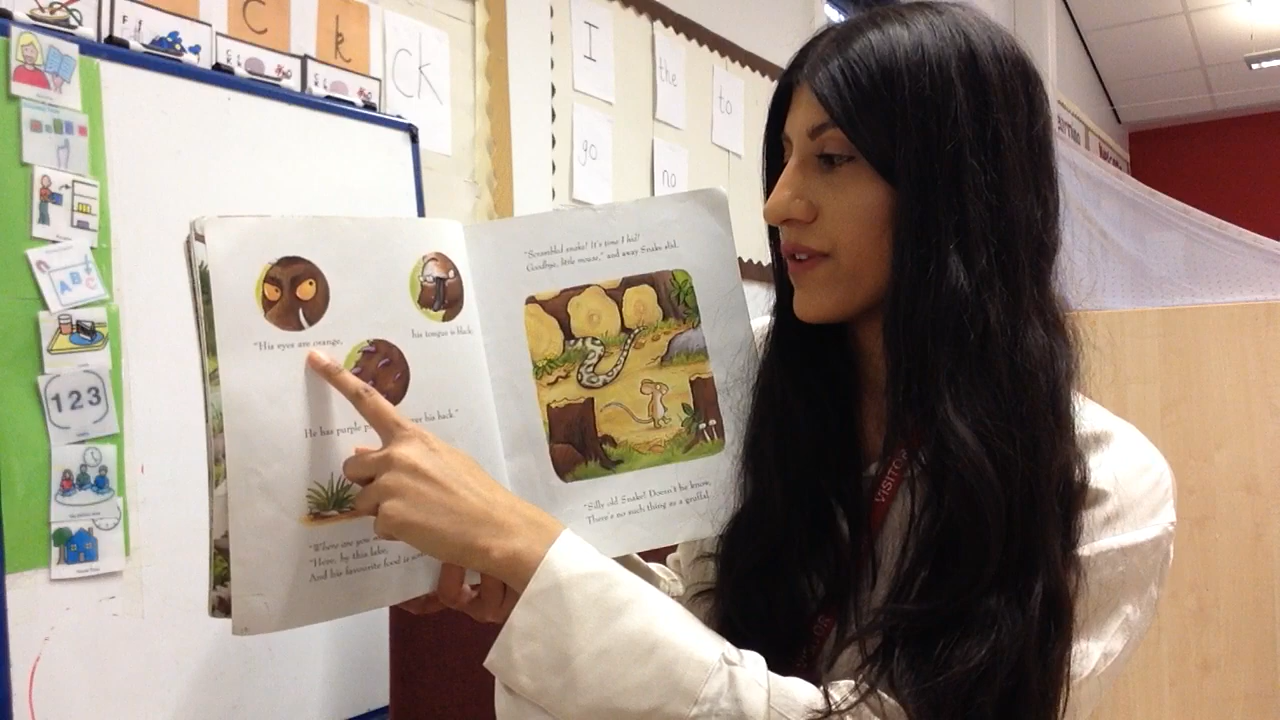 c
k
ck
I
the
to
go
no
ABC
123
"His eyes are orange,
his tongue is black;
He has purple his back."
"Where are you
"Here, by this lake,
And his favourite food is
"Scrambled snake! It's time I hid!
Goodbye, little mouse," and away Snake slid.
"Silly old Snake! Doesn't he know,
There's no such thing as a gruffal
VISITOR